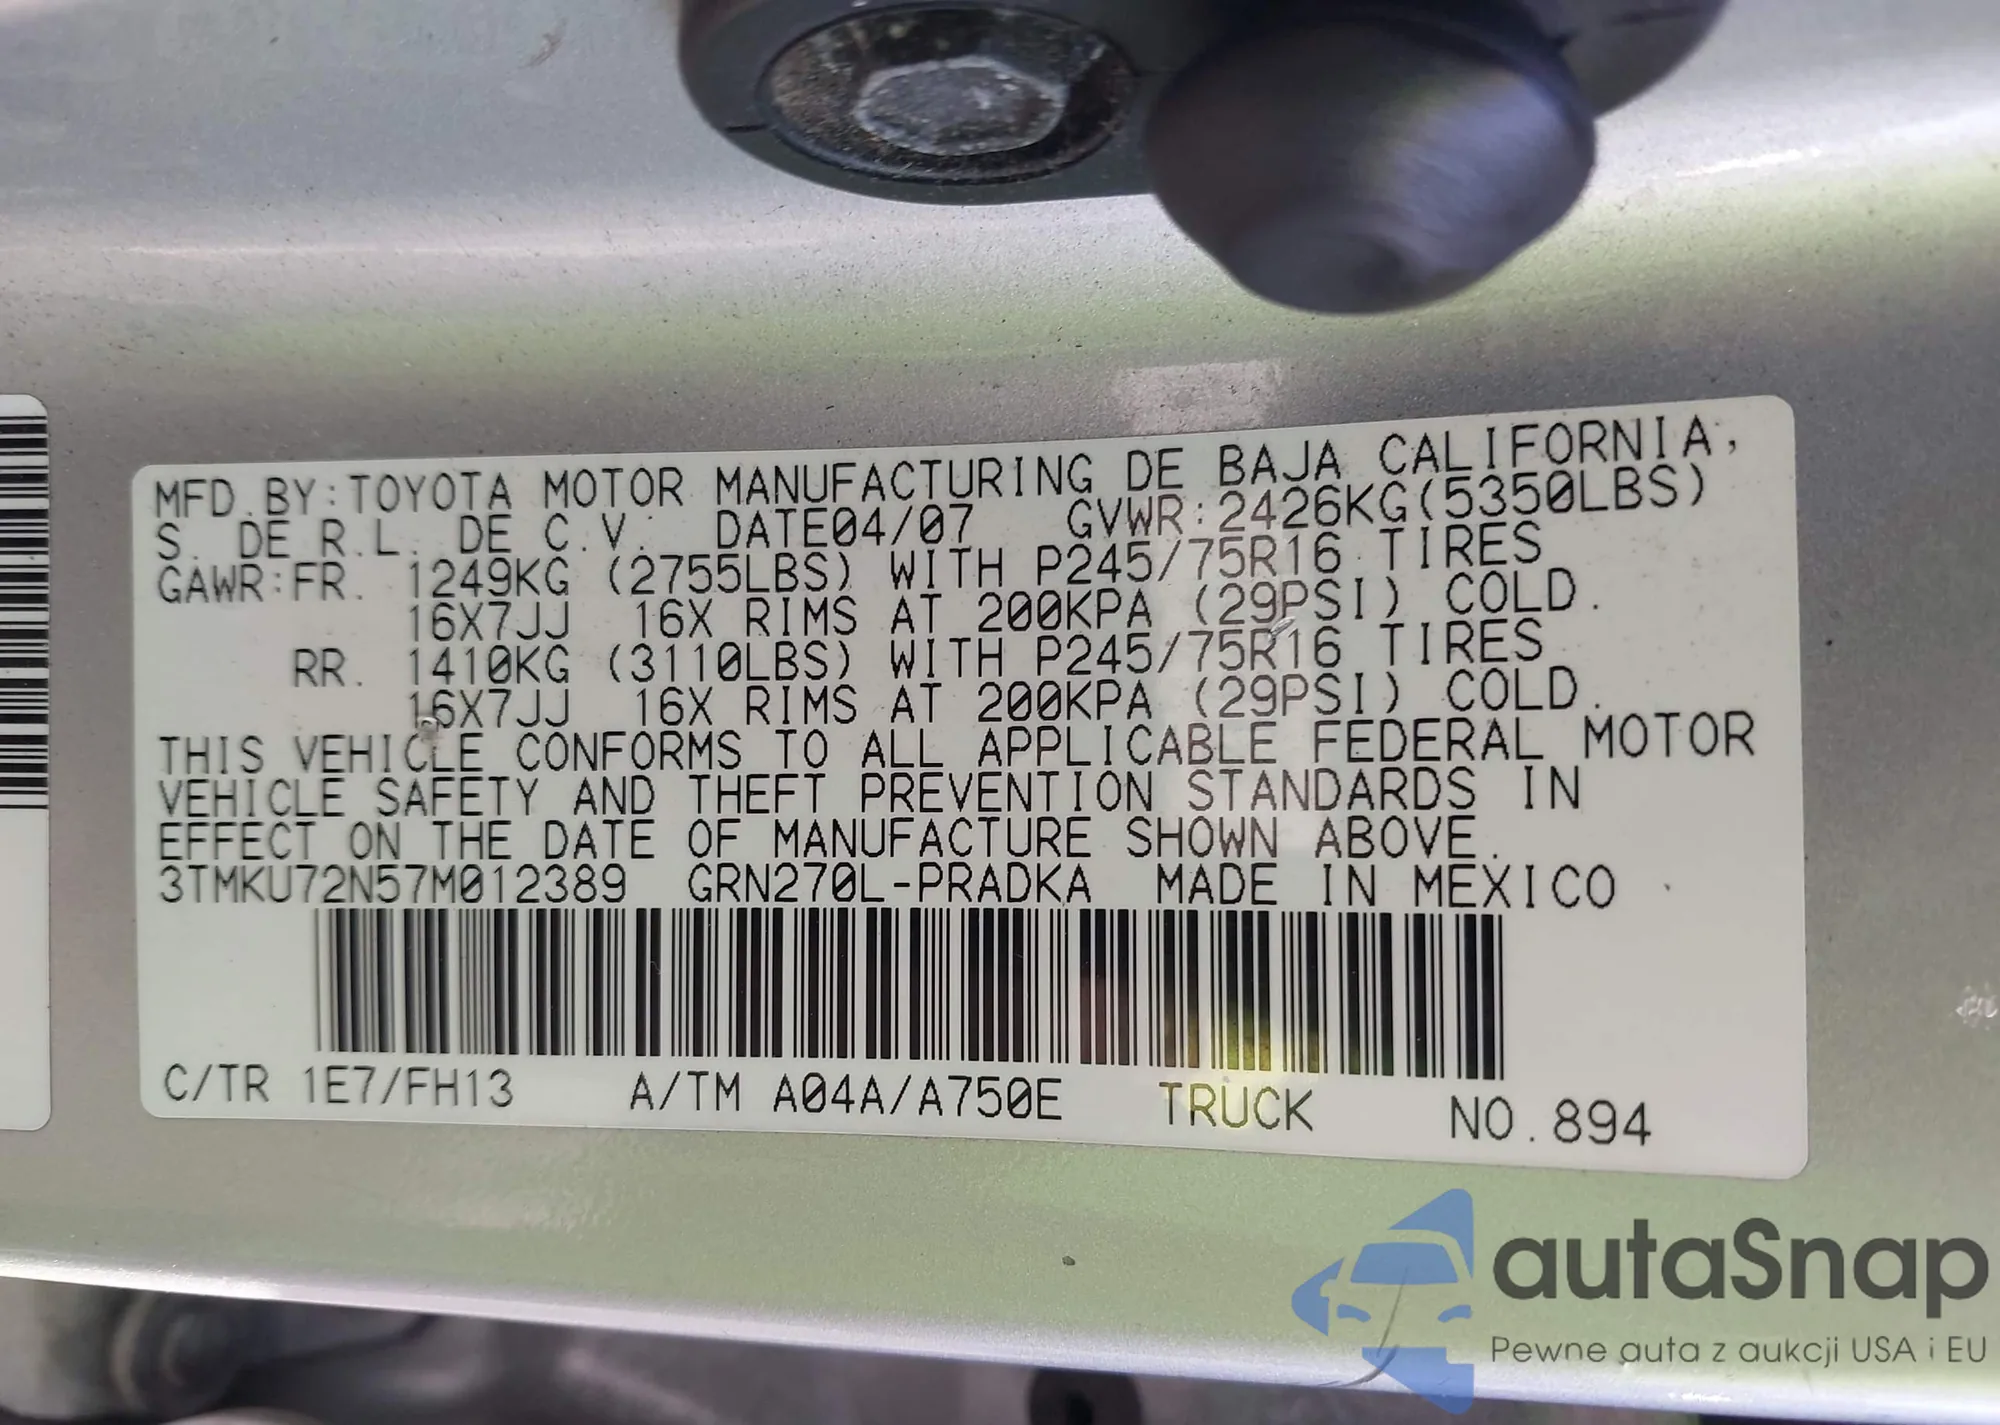 MFD.BY:TOYOTA MOTOR MANUFACTURING DE BAJA CALIFORNIA,
S. DE R.L. DE C.V. DATE04/07 GVWR:2426KG(5350LBS)
GAWR:FR. 1249KG (2755LBS) WITH P245/75R16 TIRES
16X7JJ 16X RIMS AT 200KPA (29PSI) COLD.
RR. 1410KG (3110LBS) WITH P245/75R16 TIRES
16X7JJ 16X RIMS AT 200KPA (29PSI) COLD.
THIS VEHICLE CONFORMS TO ALL APPLICABLE FEDERAL MOTOR
VEHICLE SAFETY AND THEFT PREVENTION STANDARDS IN
EFFECT ON THE DATE OF MANUFACTURE SHOWN ABOVE.
3TMKU72N57M012389 GRN270L-PRADKA MADE IN MEXICO
C/TR 1E7/FH13 A/TM A04A/A750E TRUCK NO.894
autaSnap
Pewne auta z aukcji USA i EU